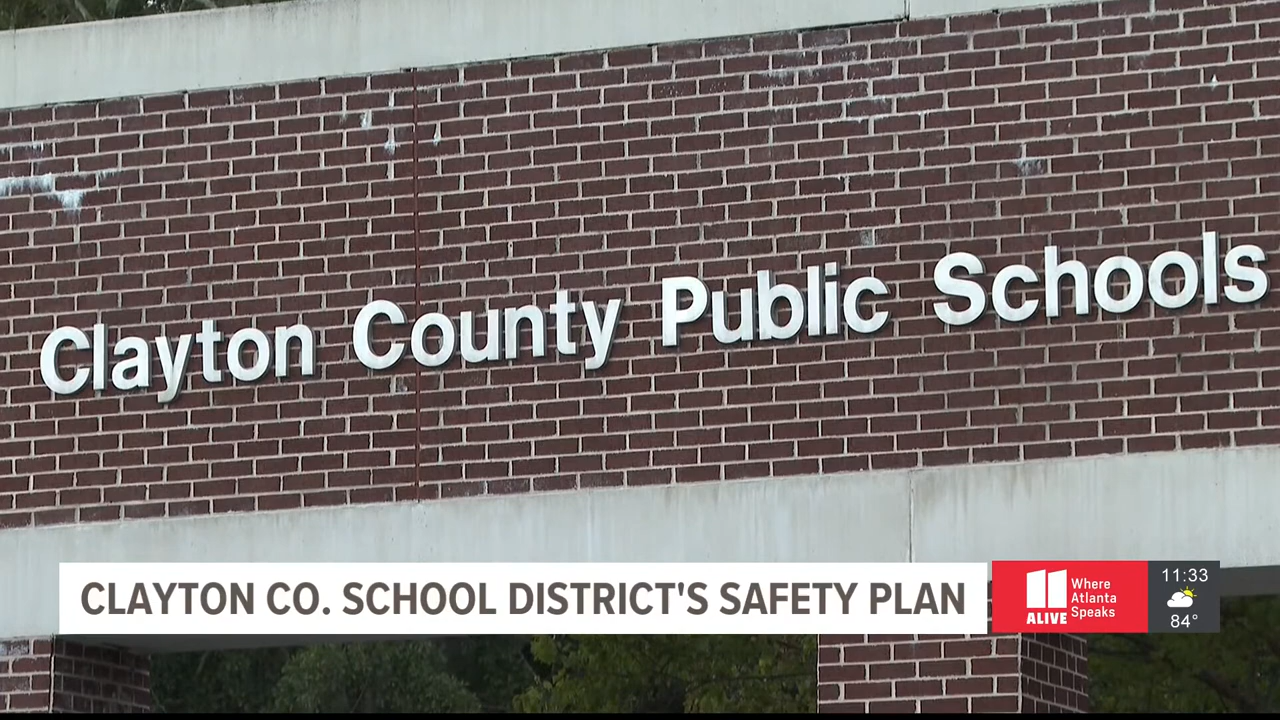 Clayton County Public Schools
CLAYTON CO. SCHOOL DISTRICT'S SAFETY PLAN
11
ALIVE
Where
Atlanta
Speaks
11:33
84°